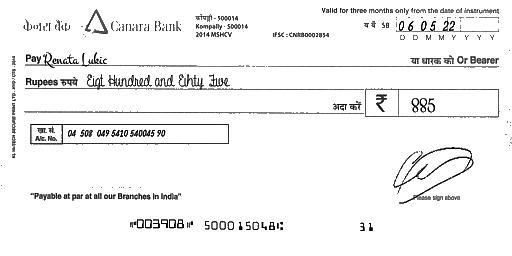 केनरा बैंक Canara Bank
कोंपल्ली - 500014
Kompally - 500014
2014 MSHCV
IFSC : CNRB0002854
Valid for three months only from the date of instrument
SB 06 05 22
D D M M Y Y Y Y
Pay Renata Lukic या धारक को Or Bearer
Rupees रुपये Eigt Hundred and Eihty Five
अदा करें ₹ 885
खा. सं.
A/c. No. 04 508 049 5410 540045 90
Please sign above
"Payable at par at all our Branches in India"
⑈003908⑈ 500015048⑆ 31